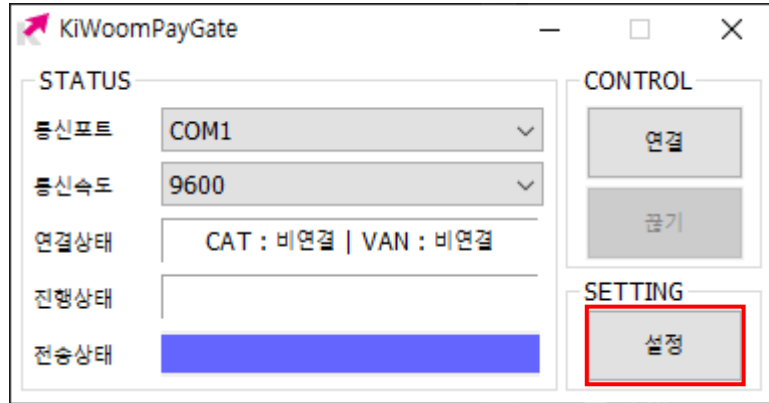 KiWoomPayGate
STATUS
통신포트 COM1
통신속도 9600
연결상태 CAT : 비연결 | VAN : 비연결
진행상태
전송상태
CONTROL
연결
끊기
SETTING
설정